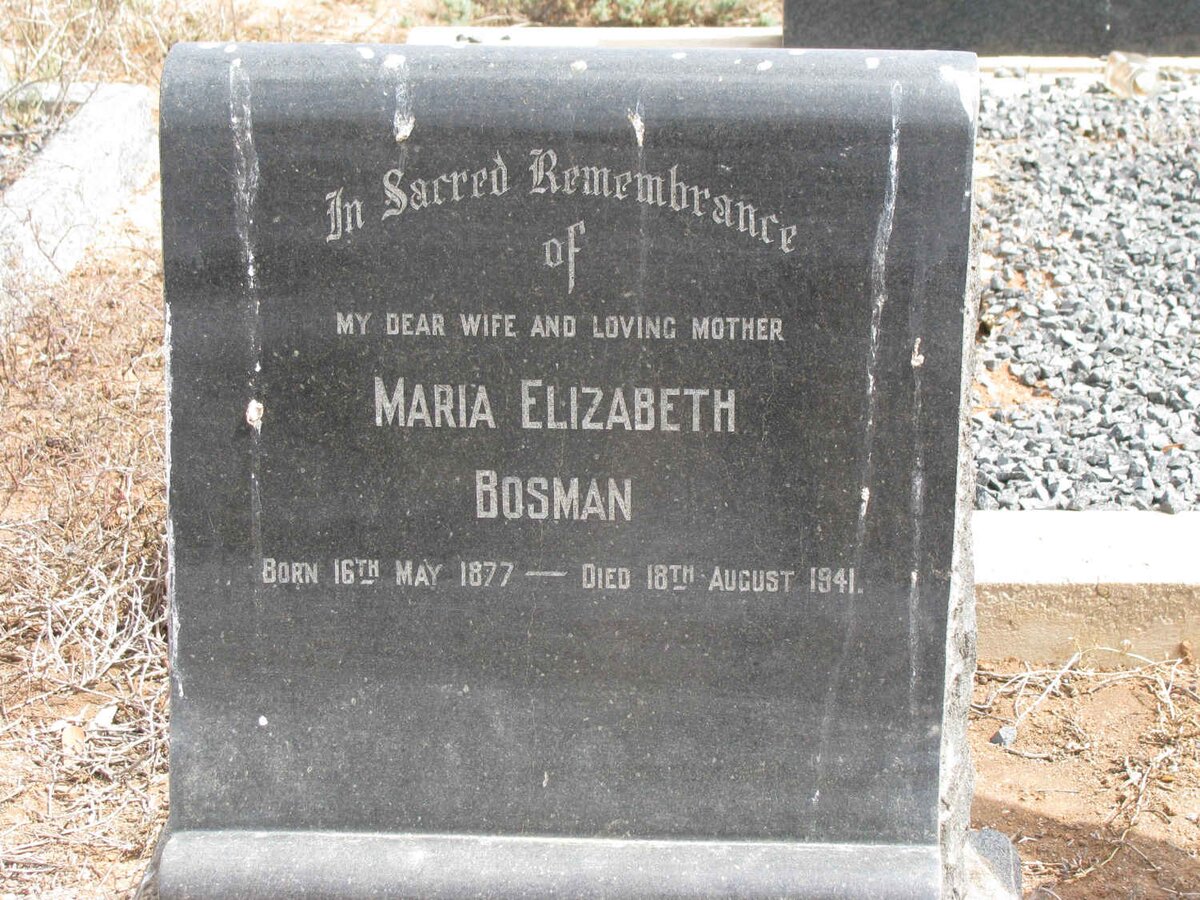 In Sacred Remembrance
of
MY DEAR WIFE AND LOVING MOTHER
MARIA ELIZABETH
BOSMAN
BORN 16TH MAY 1877 — DIED 18TH AUGUST 1941.